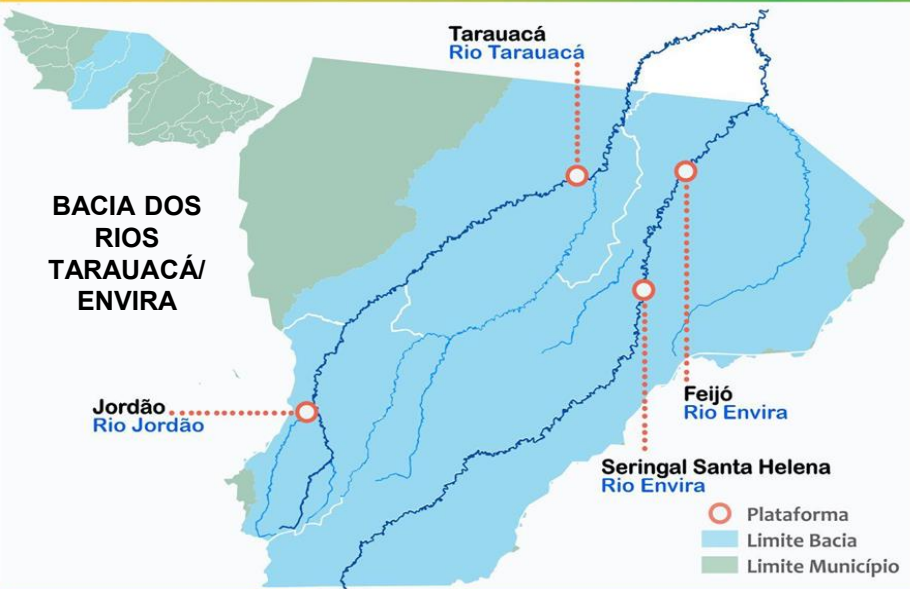 Tarauacá
Rio Tarauacá
BACIA DOS
RIOS
TARAUACÁ/
ENVIRA
Jordão
Rio Jordão
Feijó
Rio Envira
Seringal Santa Helena
Rio Envira
Plataforma
Limite Bacia
Limite Município